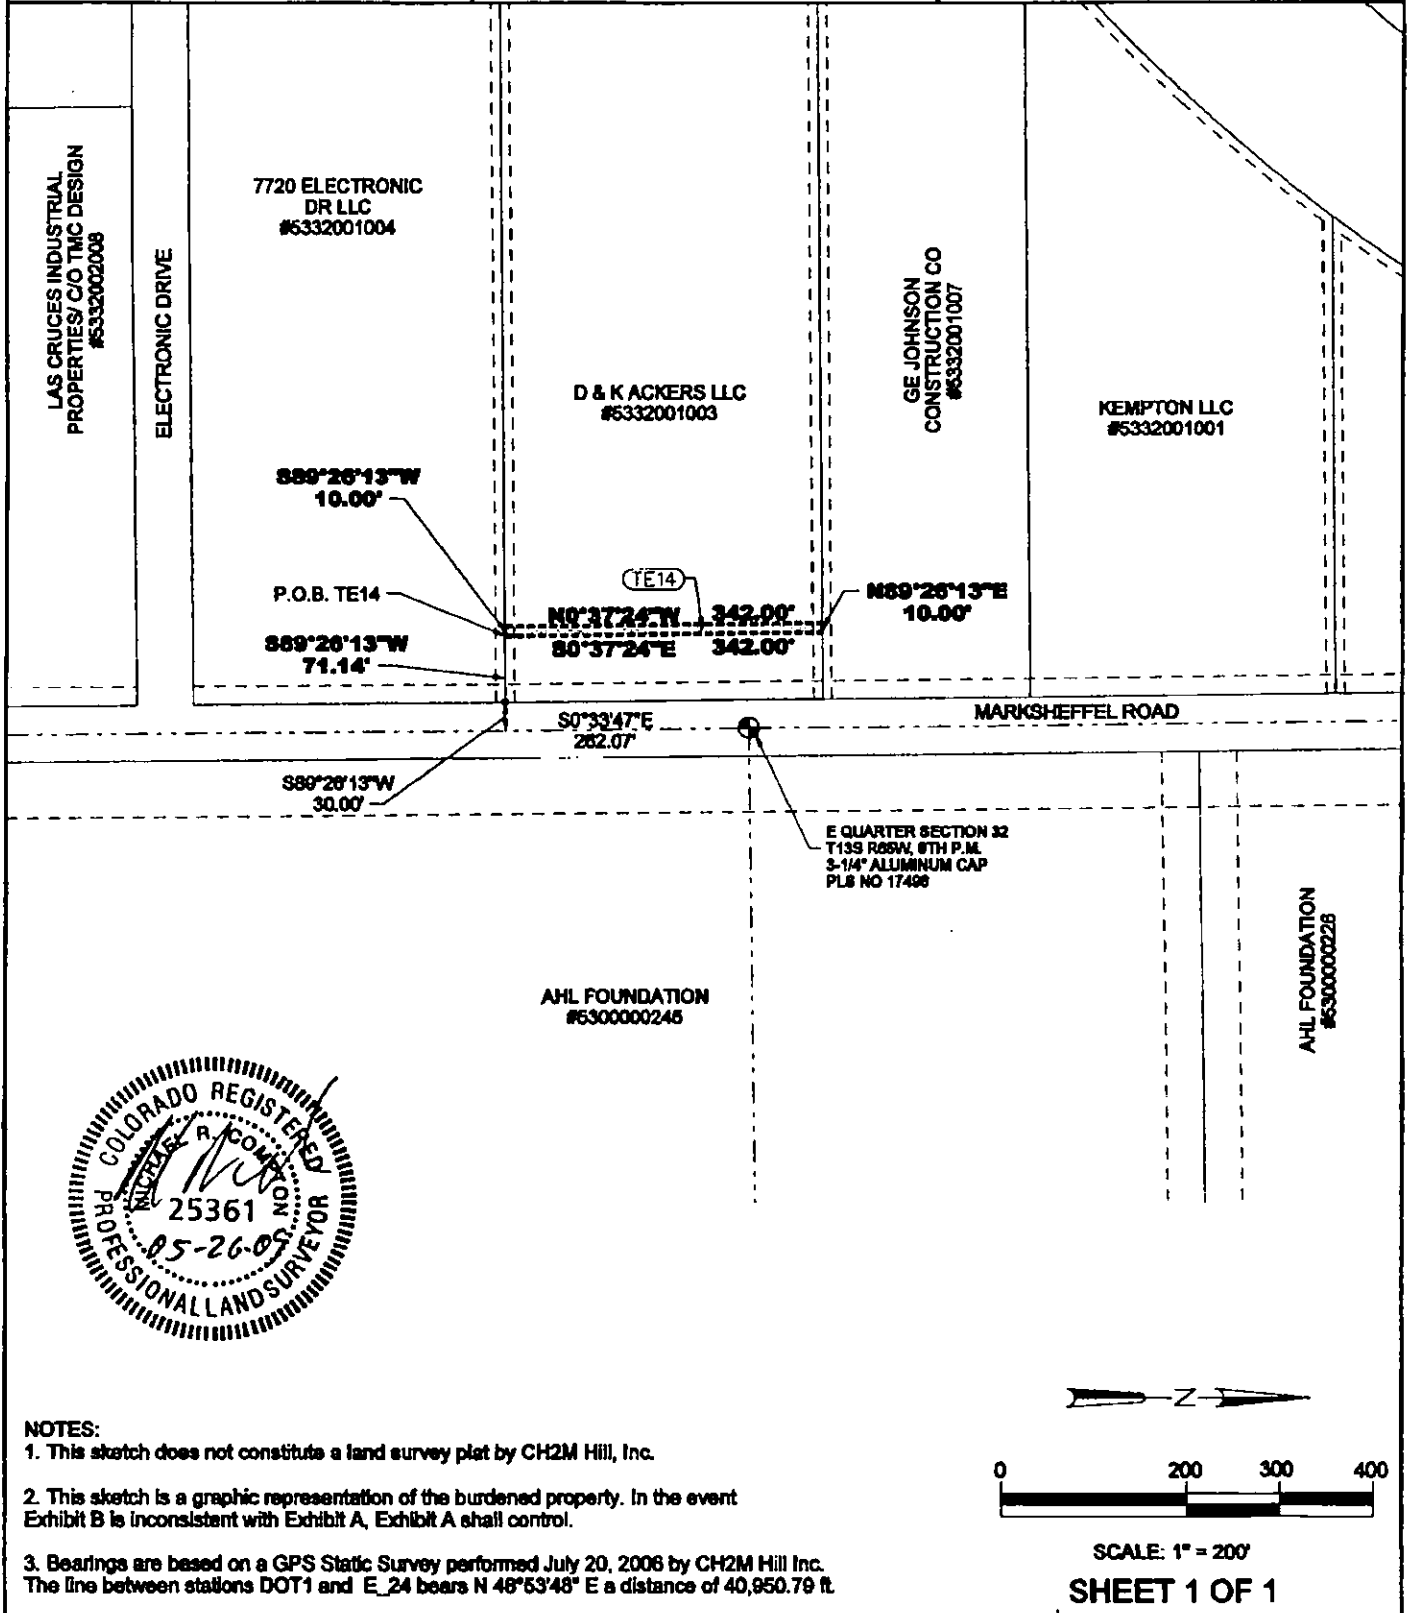 LAS CRUCES INDUSTRIAL
PROPERTIES/ C/O TMC DESIGN
#5332002008
ELECTRONIC DRIVE
7720 ELECTRONIC
DR LLC
#5332001004
D & K ACKERS LLC
#5332001003
GE JOHNSON
CONSTRUCTION CO
#5332001007
KEMPTON LLC
#5332001001
S89°26'13"W
10.00'
P.O.B. TE14
S89°26'13"W
71.14'
TE14
N0°37'24"W 342.00'
S0°37'24"E 342.00'
N89°26'13"E
10.00'
S0°33'47"E
262.07'
MARKSHEFFEL ROAD
S89°26'13"W
30.00'
E QUARTER SECTION 32
T13S R65W, 6TH P.M.
3-1/4" ALUMINUM CAP
PLS NO 17496
AHL FOUNDATION
#5300000245
AHL FOUNDATION
#5300000226
COLORADO REGISTERED
MICHAEL R. COMPTON
25361
05-26-09
PROFESSIONAL LAND SURVEYOR
Z
NOTES:
1. This sketch does not constitute a land survey plat by CH2M Hill, Inc.
2. This sketch is a graphic representation of the burdened property. In the event
Exhibit B is inconsistent with Exhibit A, Exhibit A shall control.
3. Bearings are based on a GPS Static Survey performed July 20, 2006 by CH2M Hill Inc.
The line between stations DOT1 and E_24 bears N 48°53'48" E a distance of 40,950.79 ft.
0 200 300 400
SCALE: 1" = 200'
SHEET 1 OF 1